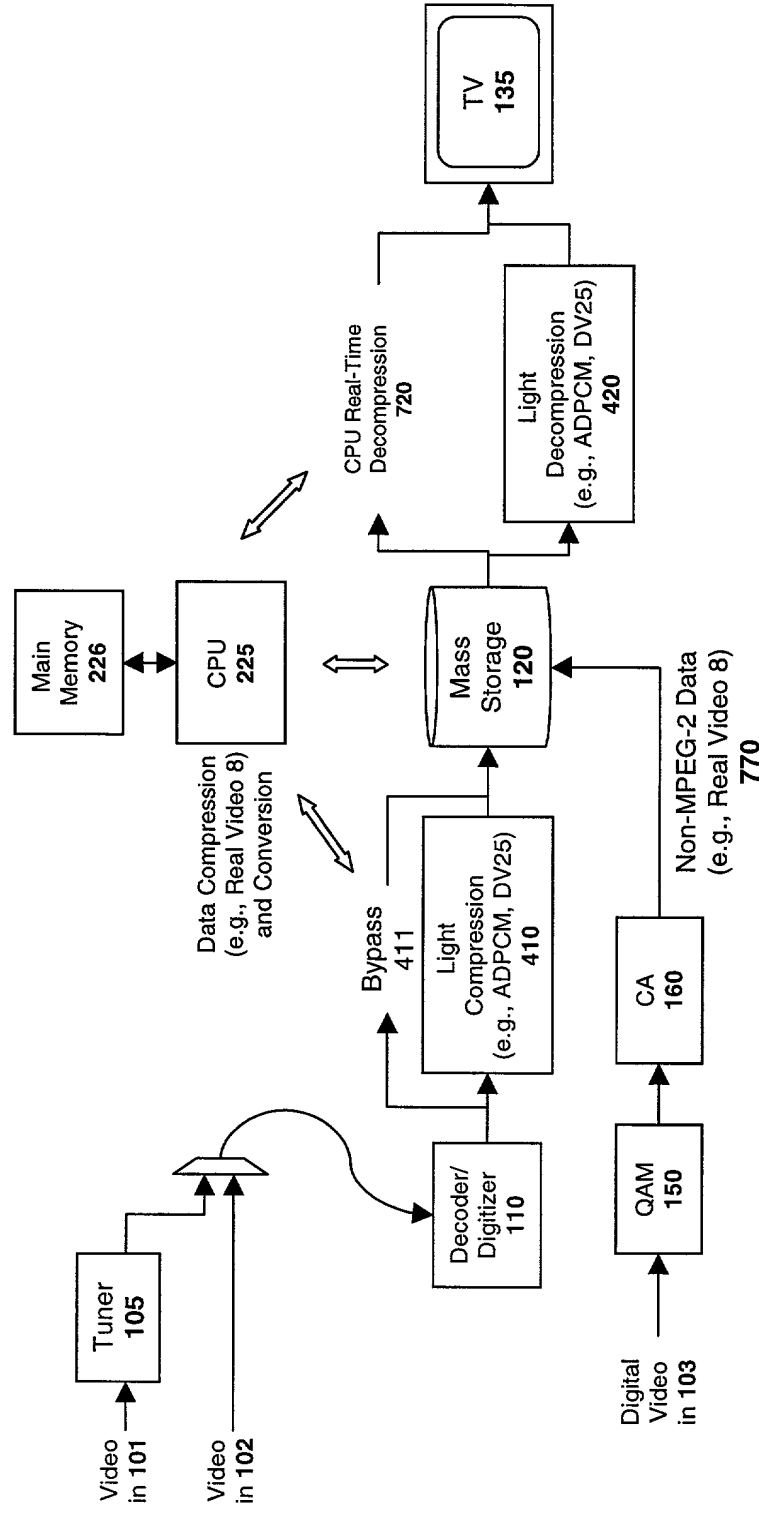 Video
in 101
Tuner
105
Video
in 102
Digital
Video
in 103
Decoder/
Digitizer
110
QAM
150
CA
160
Bypass
411
Light
Compression
(e.g., ADPCM, DV25)
410
Data Compression
(e.g., Real Video 8)
and Conversion
Main
Memory
226
CPU
225
Mass
Storage
120
Non-MPEG-2 Data
(e.g., Real Video 8)
770
CPU Real-Time
Decompression
720
Light
Decompression
(e.g., ADPCM, DV25)
420
TV
135